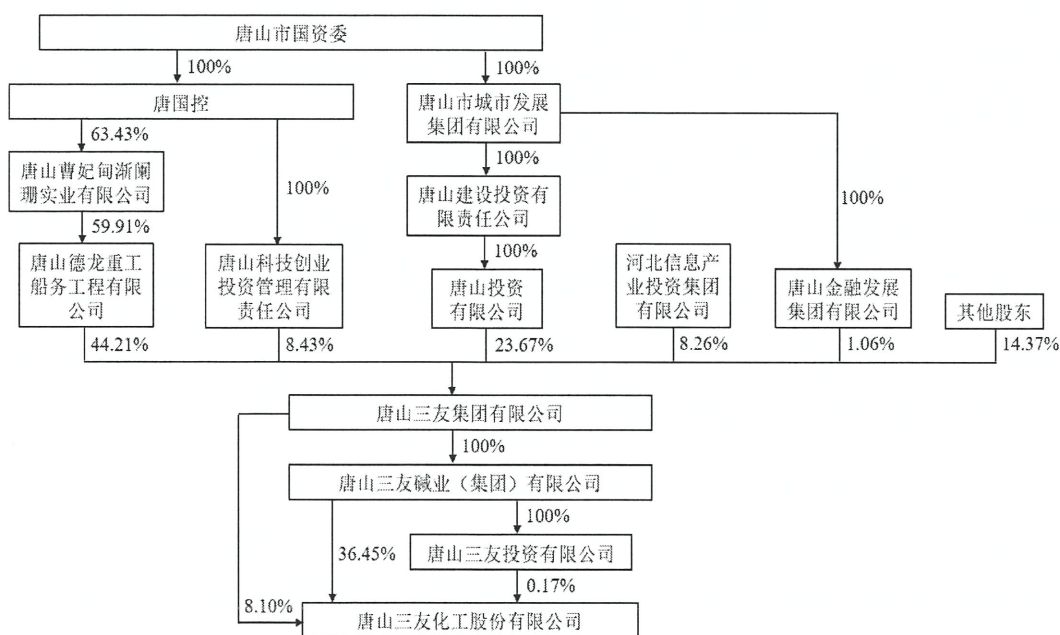 唐山市国资委
100%
100%
唐国控
唐山市城市发展
集团有限公司
63.43%
100%
100%
100%
唐山曹妃甸渐阑
珊实业有限公司
唐山建设投资有
限责任公司
59.91%
100%
唐山德龙重工
船务工程有限
公司
唐山科技创业
投资管理有限
责任公司
唐山投资
有限公司
河北信息产
业投资集团
有限公司
唐山金融发展
集团有限公司
其他股东
44.21%
8.43%
23.67%
8.26%
1.06%
14.37%
唐山三友集团有限公司
100%
唐山三友碱业（集团）有限公司
100%
36.45%
唐山三友投资有限公司
0.17%
8.10%
唐山三友化工股份有限公司